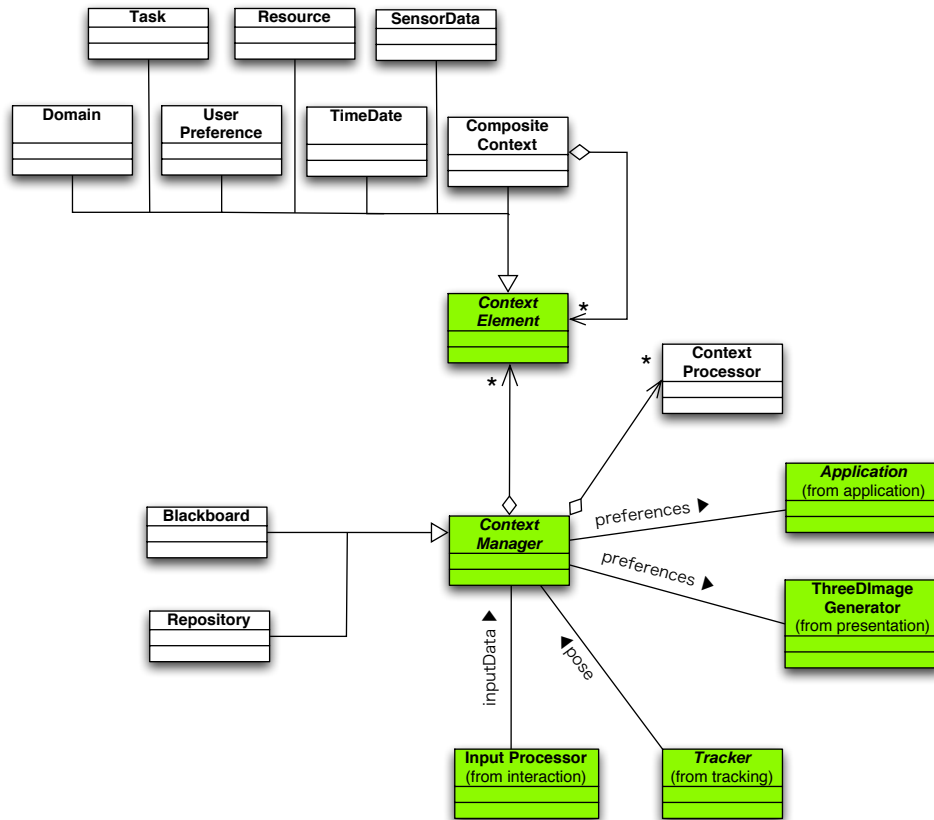 Task
Resource
SensorData
Domain
User
Preference
TimeDate
Composite
Context
Context
Element
*
*
*
Context
Processor
Application
(from application)
preferences ▶
Blackboard
Context
Manager
preferences ▶
ThreeDImage
Generator
(from presentation)
Repository
inputData ▶
◀pose
Input Processor
(from interaction)
Tracker
(from tracking)